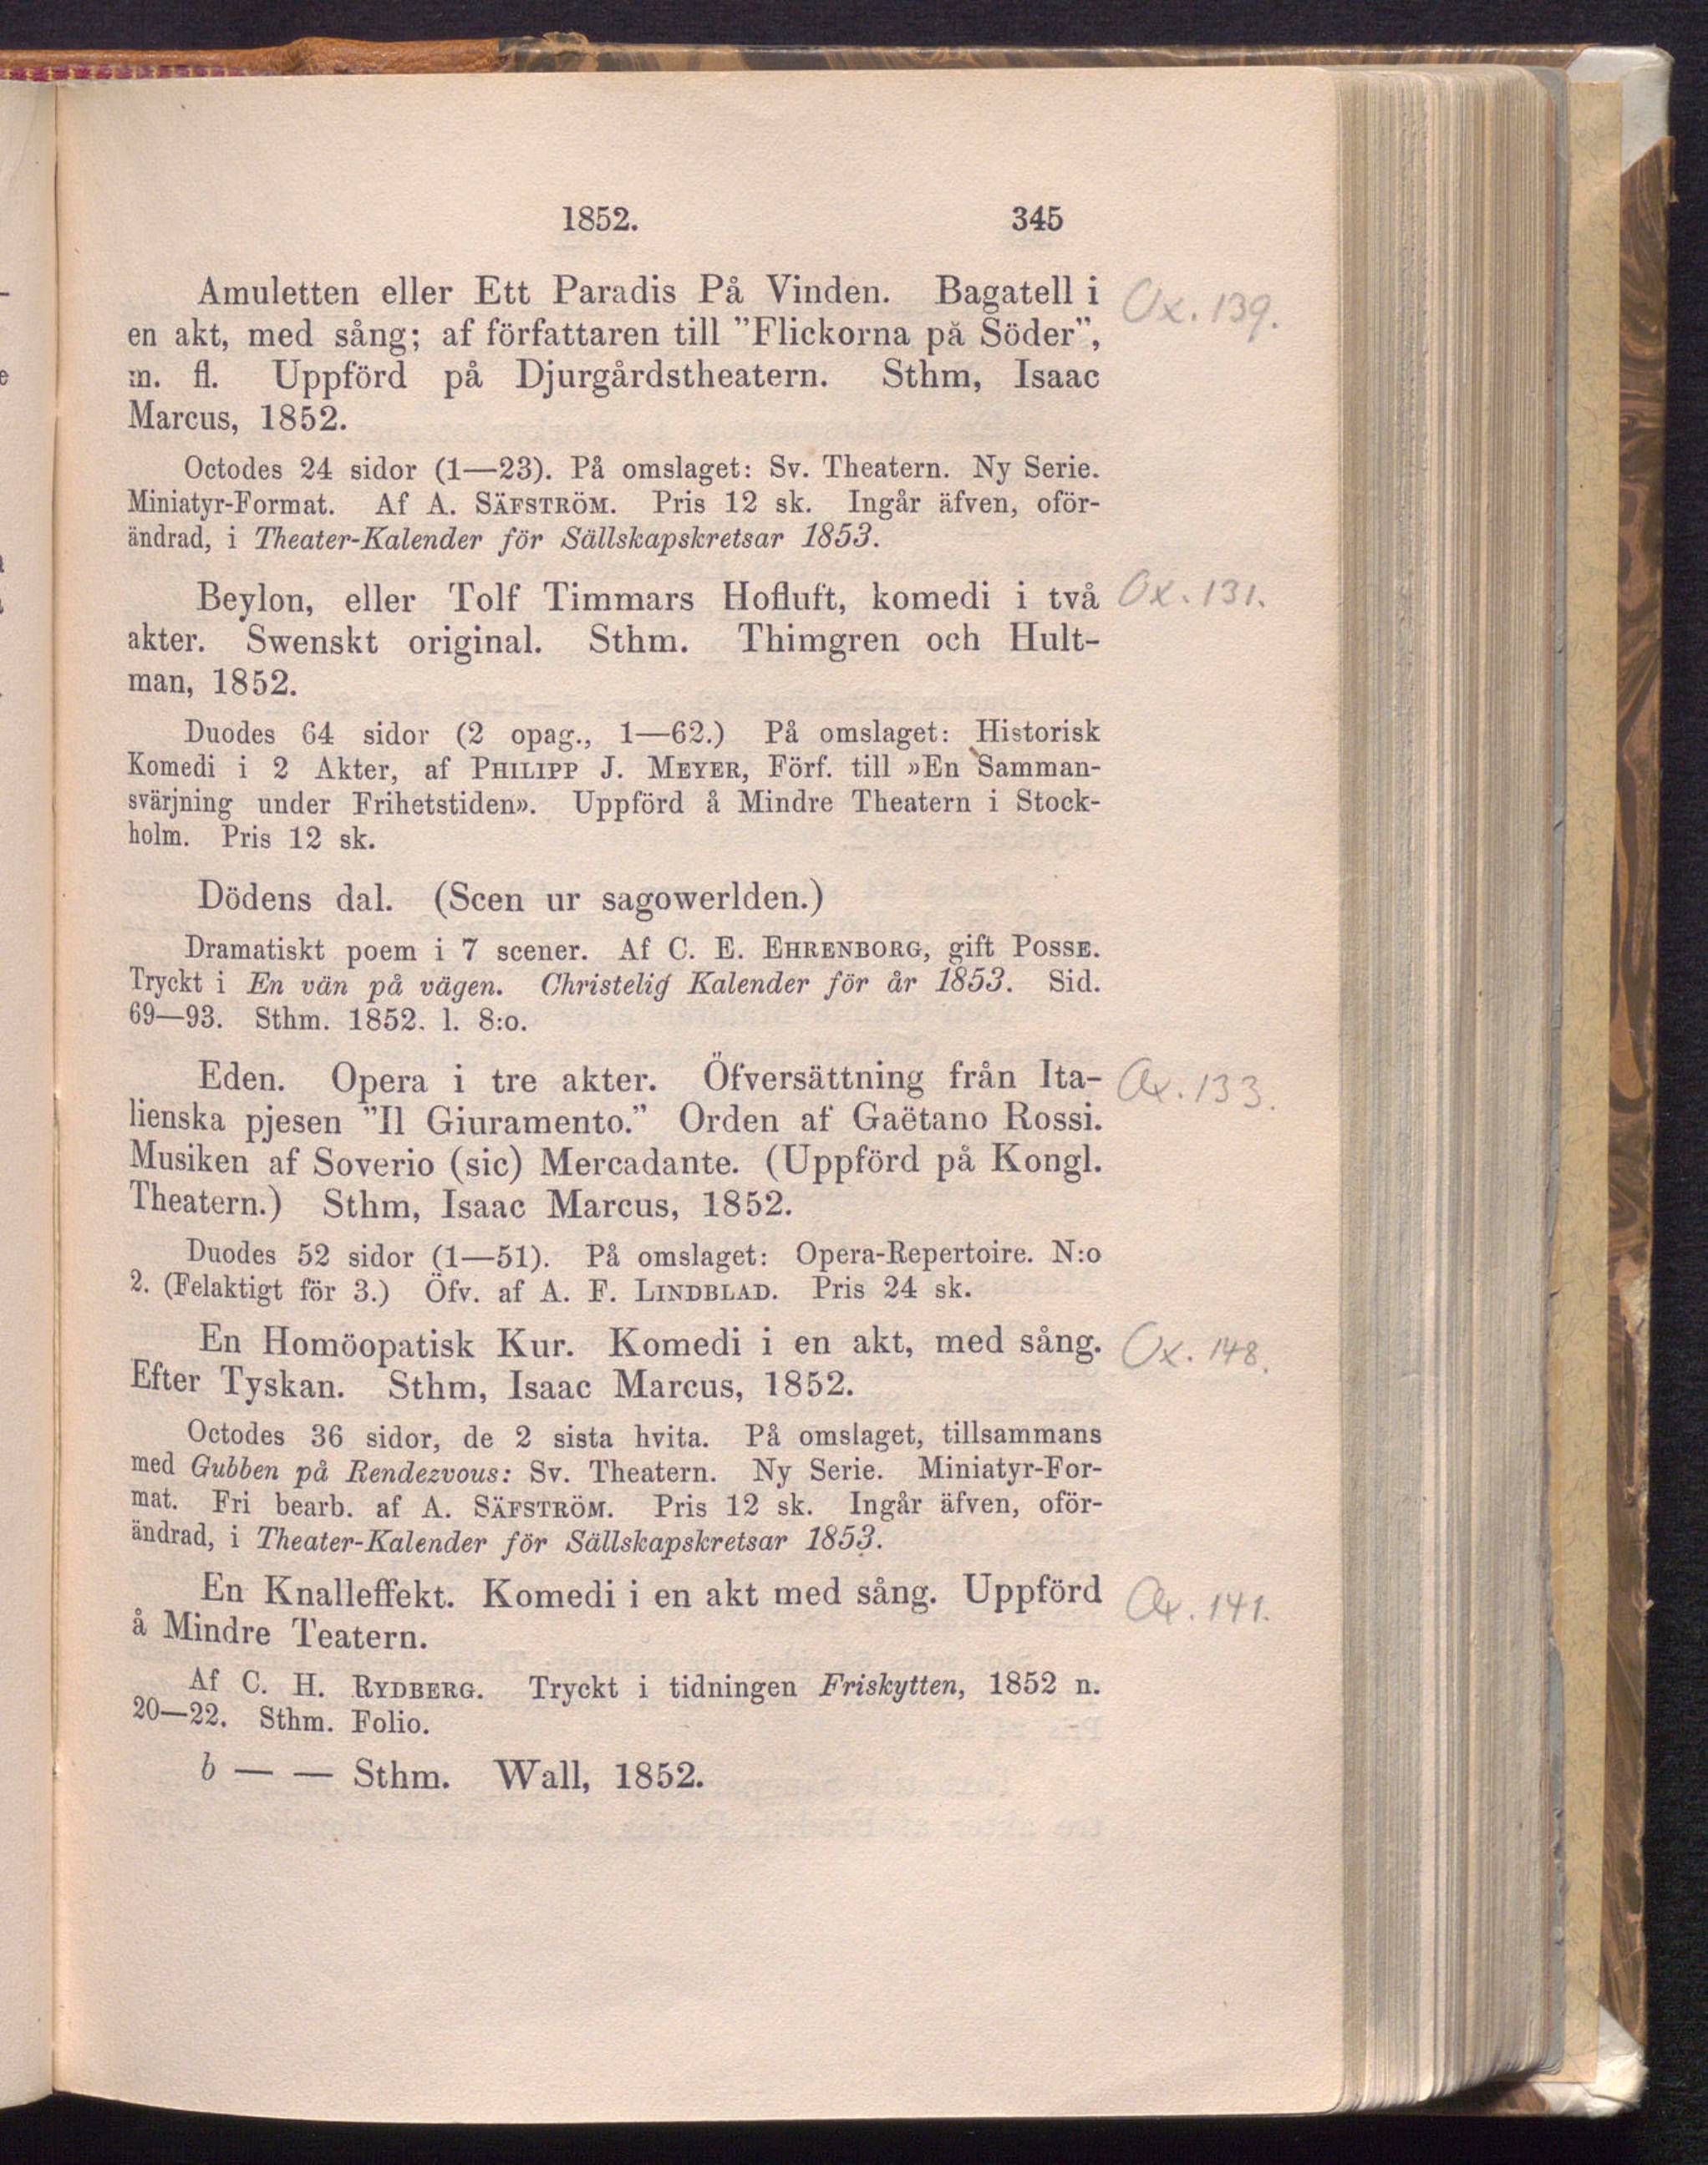 1852. 345
Amuletten eller Ett Paradis På Vinden. Bagatell i Ox. 139.
en akt, med sång; af författaren till ”Flickorna på Söder”,
m. fl. Uppförd på Djurgårdstheatern. Sthm, Isaac
Marcus, 1852.
Octodes 24 sidor (1—23). På omslaget: Sv. Theatern. Ny Serie.
Miniatyr-Format. Af A. SÄFSTRÖM. Pris 12 sk. Ingår äfven, oför-
ändrad, i Theater-Kalender för Sällskapskretsar 1853.
Beylon, eller Tolf Timmars Hofluft, komedi i två Ox. 131.
akter. Swenskt original. Sthm. Thimgren och Hult-
man, 1852.
Duodes 64 sidor (2 opag., 1—62.) På omslaget: Historisk
Komedi i 2 Akter, af PHILIPP J. MEYER, Förf. till »En Samman-
svärjning under Frihetstiden». Uppförd å Mindre Theatern i Stock-
holm. Pris 12 sk.
Dödens dal. (Scen ur sagowerlden.)
Dramatiskt poem i 7 scener. Af C. E. EHRENBORG, gift POSSE.
Tryckt i En vän på vägen. Christelig Kalender för år 1853. Sid.
69—93. Sthm. 1852. l. 8:o.
Eden. Opera i tre akter. Öfversättning från Ita- Ox. 133.
lienska pjesen ”Il Giuramento.” Orden af Gaëtano Rossi.
Musiken af Soverio (sic) Mercadante. (Uppförd på Kongl.
Theatern.) Sthm, Isaac Marcus, 1852.
Duodes 52 sidor (1—51). På omslaget: Opera-Repertoire. N:o
2. (Felaktigt för 3.) Öfv. af A. F. LINDBLAD. Pris 24 sk.
En Homöopatisk Kur. Komedi i en akt, med sång. Ox. 148.
Efter Tyskan. Sthm, Isaac Marcus, 1852.
Octodes 36 sidor, de 2 sista hvita. På omslaget, tillsammans
med Gubben på Rendezvous: Sv. Theatern. Ny Serie. Miniatyr-For-
mat. Fri bearb. af A. SÄFSTRÖM. Pris 12 sk. Ingår äfven, oför-
ändrad, i Theater-Kalender för Sällskapskretsar 1853.
En Knalleffekt. Komedi i en akt med sång. Uppförd Ox. 141.
å Mindre Teatern.
Af C. H. RYDBERG. Tryckt i tidningen Friskytten, 1852 n.
20—22. Sthm. Folio.
b — — Sthm. Wall, 1852.